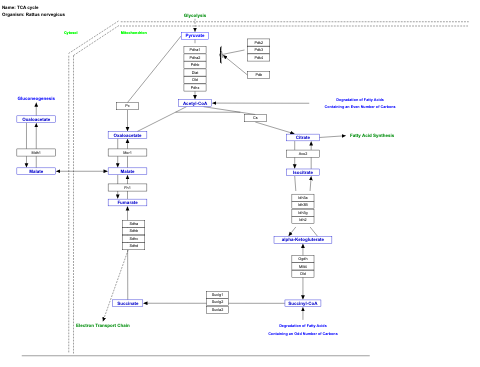 Name: TCA cycle
Organism: Rattus norvegicus
Glycolysis
Cytosol
Mitochondrion
Pyruvate
Pdha1
Pdha2
Pdhb
Dlat
Dld
Pdhx
Pdk2
Pdk3
Pdk4
Pdk
Gluconeogenesis
Oxaloacetate
Pc
Acetyl-CoA
Degradation of Fatty Acids
Containing an Even Number of Carbons
Cs
Oxaloacetate
Citrate
Fatty Acid Synthesis
Mdh1
Mor1
Aco2
Malate
Malate
Isocitrate
Fh1
Fumarate
Idh3a
Idh3B
Idh3g
Idh2
Sdha
Sdhb
Sdhc
Sdhd
alpha-Ketogluterate
Ogdh
Dld
Suclg1
Suclg2
Sucla2
Succinate
Succinyl-CoA
Electron Transport Chain
Degradation of Fatty Acids
Containing an Odd Number of Carbons